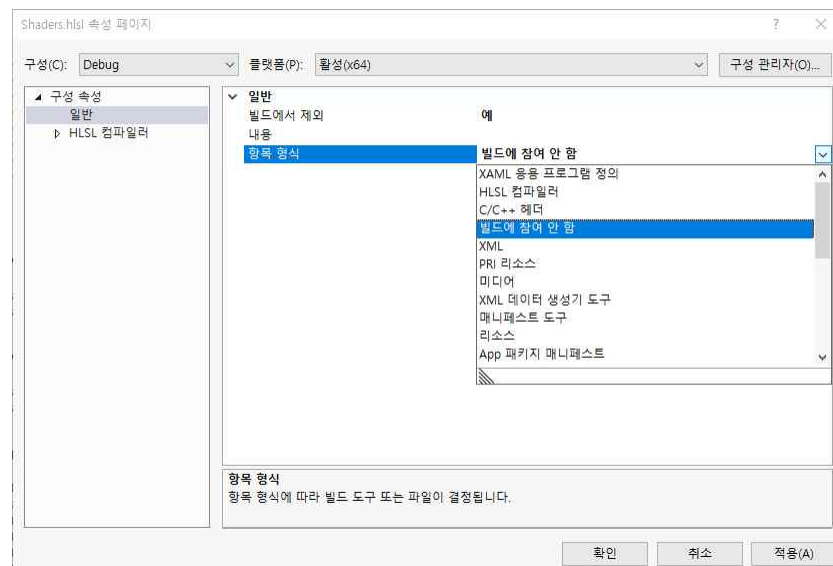 Shaders.hlsl 속성 페이지
구성(C): Debug 플랫폼(P): 활성(x64) 구성 관리자(O)...
구성 속성
일반
HLSL 컴파일러
일반
빌드에서 제외 예
내용
항목 형식 빌드에 참여 안 함
XAML 응용 프로그램 정의
HLSL 컴파일러
C/C++ 헤더
빌드에 참여 안 함
XML
PRI 리소스
미디어
XML 데이터 생성기 도구
매니페스트 도구
리소스
App 패키지 매니페스트
항목 형식
항목 형식에 따라 빌드 도구 또는 파일이 결정됩니다.
확인 취소 적용(A)